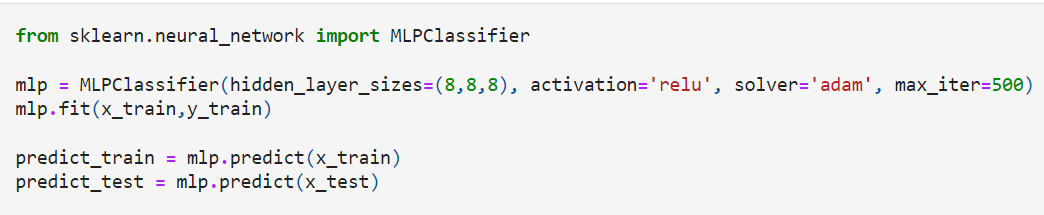 from sklearn.neural_network import MLPClassifier
mlp = MLPClassifier(hidden_layer_sizes=(8,8,8), activation='relu', solver='adam', max_iter=500)
mlp.fit(x_train,y_train)
predict_train = mlp.predict(x_train)
predict_test = mlp.predict(x_test)